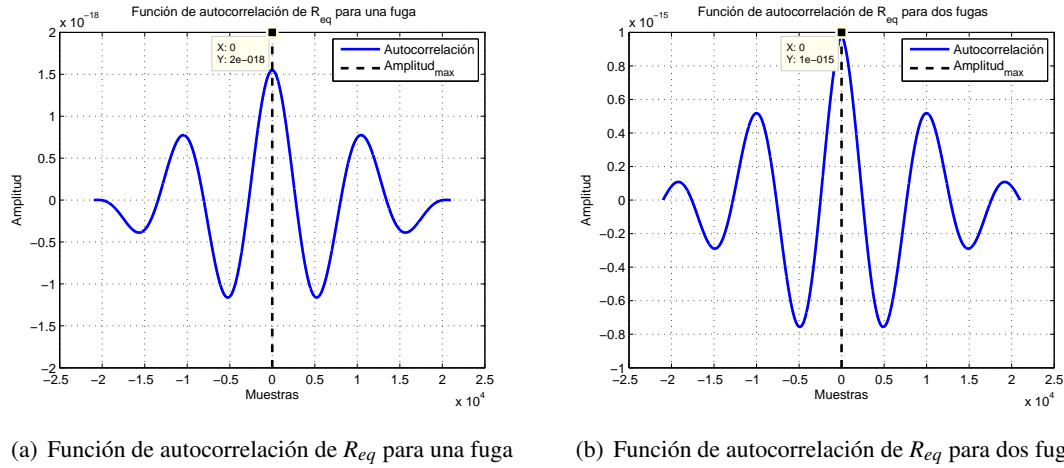 Función de autocorrelación de R_eq para una fuga
x 10^−18
X: 0
Y: 2e−018
Autocorrelación
Amplitud_max
2
1.5
1
0.5
0
−0.5
−1
−1.5
−2
Amplitud
−2.5 −2 −1.5 −1 −0.5 0 0.5 1 1.5 2 2.5
x 10^4
Muestras
(a) Función de autocorrelación de R_eq para una fuga
Función de autocorrelación de R_eq para dos fugas
x 10^−15
X: 0
Y: 1e−015
Autocorrelación
Amplitud_max
1
0.8
0.6
0.4
0.2
0
−0.2
−0.4
−0.6
−0.8
−1
Amplitud
−2.5 −2 −1.5 −1 −0.5 0 0.5 1 1.5 2 2.5
x 10^4
Muestras
(b) Función de autocorrelación de R_eq para dos fug